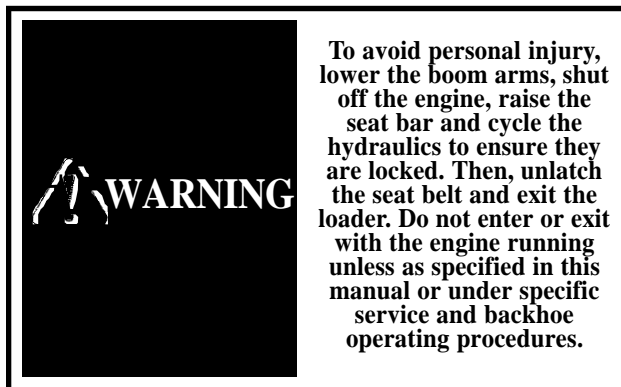 WARNING
To avoid personal injury,
lower the boom arms, shut
off the engine, raise the
seat bar and cycle the
hydraulics to ensure they
are locked. Then, unlatch
the seat belt and exit the
loader. Do not enter or exit
with the engine running
unless as specified in this
manual or under specific
service and backhoe
operating procedures.